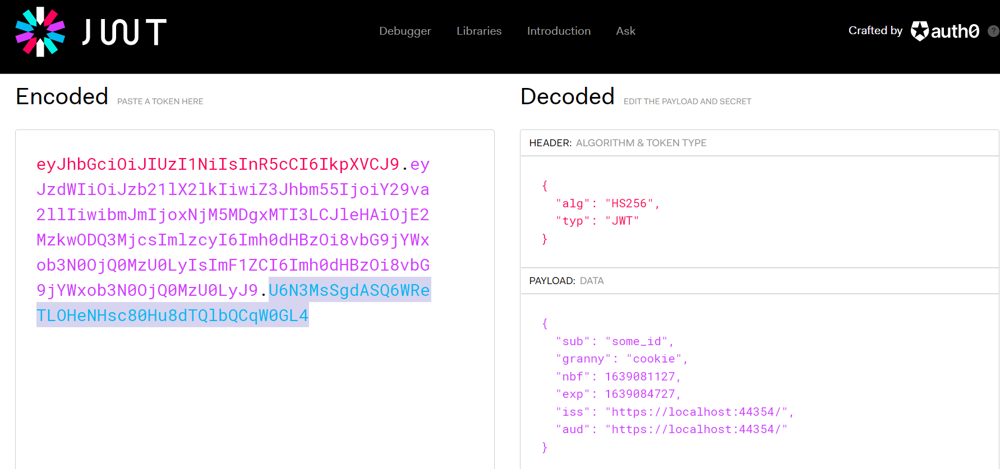 JWT
Debugger Libraries Introduction Ask
Crafted by auth0 ?
Encoded PASTE A TOKEN HERE
eyJhbGciOiJIUzI1NiIsInR5cCI6IkpXVCJ9.ey
JzdWIiOiJzb21lX2lkIiwiZ3Jhbm55IjoiY29va
2llIiwibmJmIjoxNjM5MDgxMTI3LCJleHAiOjE2
MzkwODQ3MjcsImlzcyI6Imh0dHBzOi8vbG9jYWx
ob3N0OjQ0MzU0LyIsImF1ZCI6Imh0dHBzOi8vbG
9jYWxob3N0OjQ0MzU0LyJ9.U6N3MsSgdASQ6WRe
TLOHeNHsc80Hu8dTQlbQCqW0GL4
Decoded EDIT THE PAYLOAD AND SECRET
HEADER: ALGORITHM & TOKEN TYPE
{
"alg": "HS256",
"typ": "JWT"
}
PAYLOAD: DATA
{
"sub": "some_id",
"granny": "cookie",
"nbf": 1639081127,
"exp": 1639084727,
"iss": "https://localhost:44354/",
"aud": "https://localhost:44354/"
}